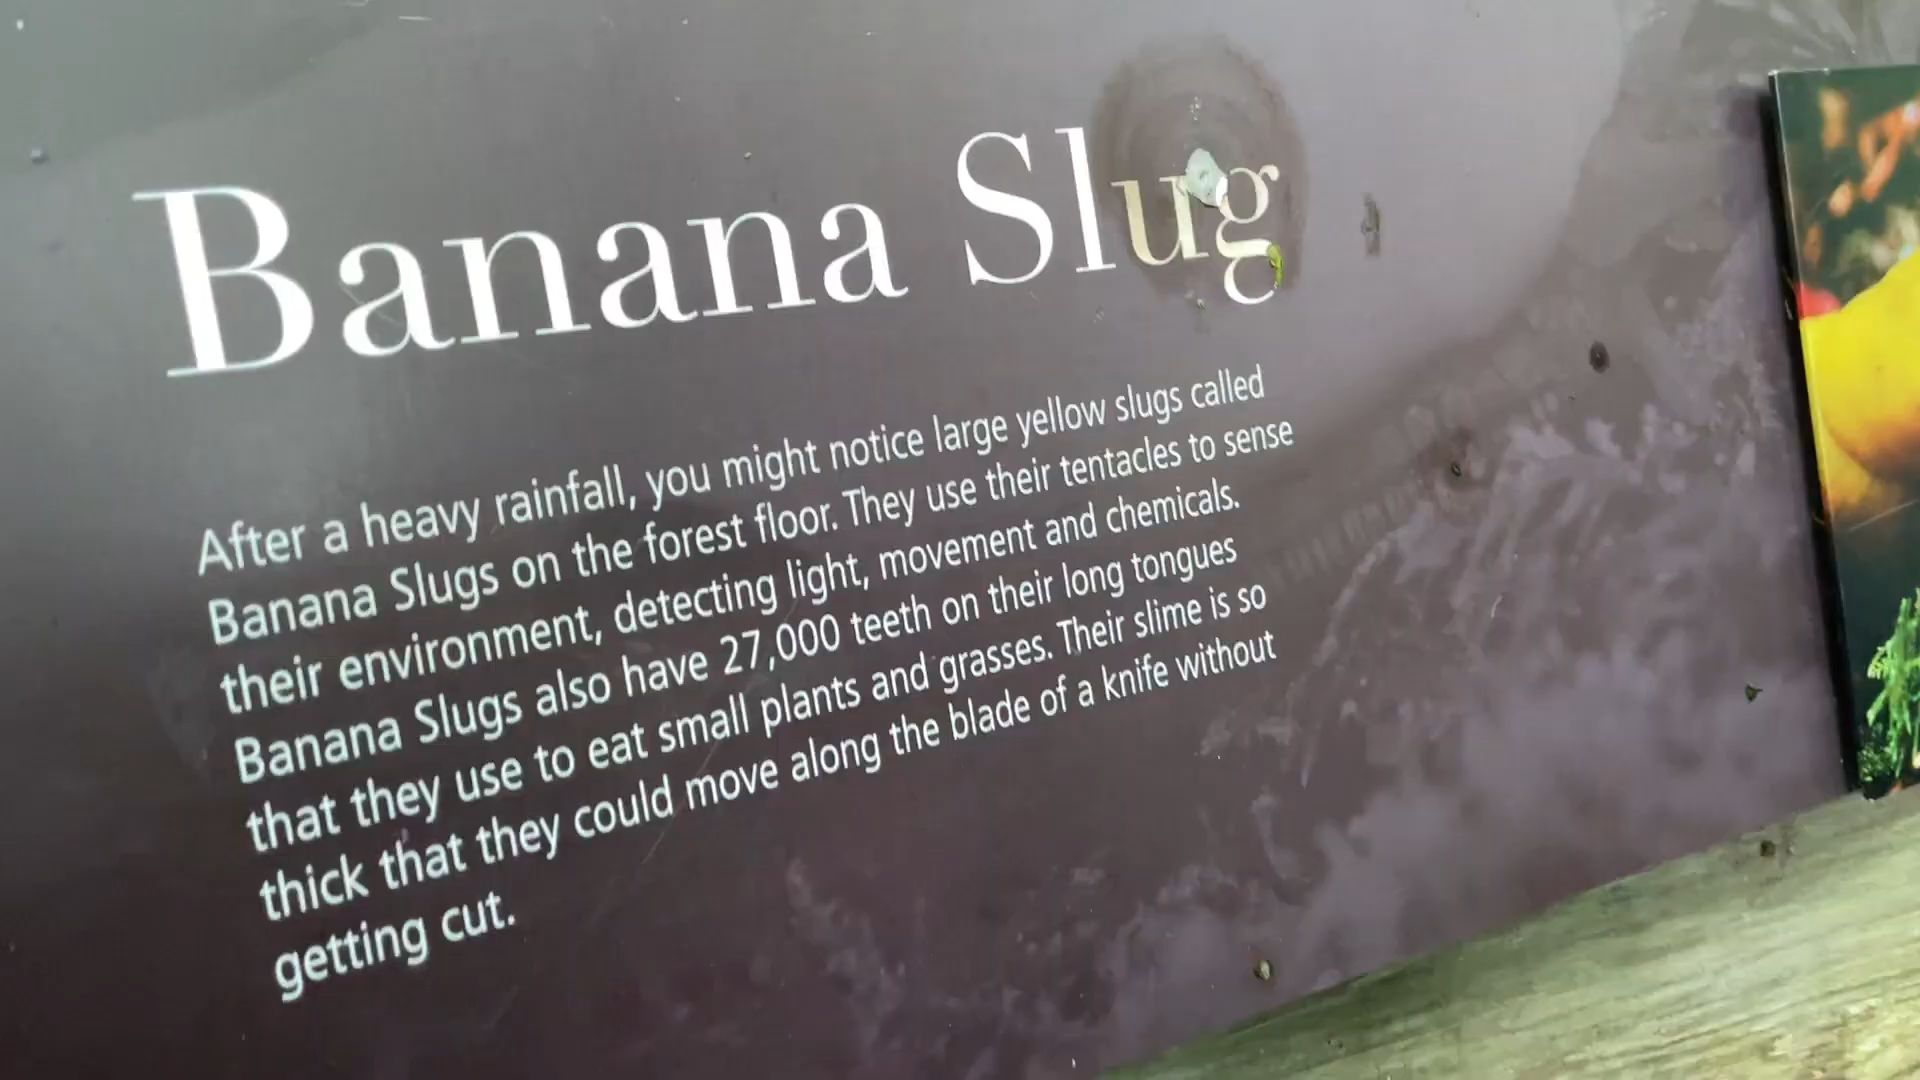 Banana Slug
After a heavy rainfall, you might notice large yellow slugs called
Banana Slugs on the forest floor. They use their tentacles to sense
their environment, detecting light, movement and chemicals.
Banana Slugs also have 27,000 teeth on their long tongues
that they use to eat small plants and grasses. Their slime is so
thick that they could move along the blade of a knife without
getting cut.